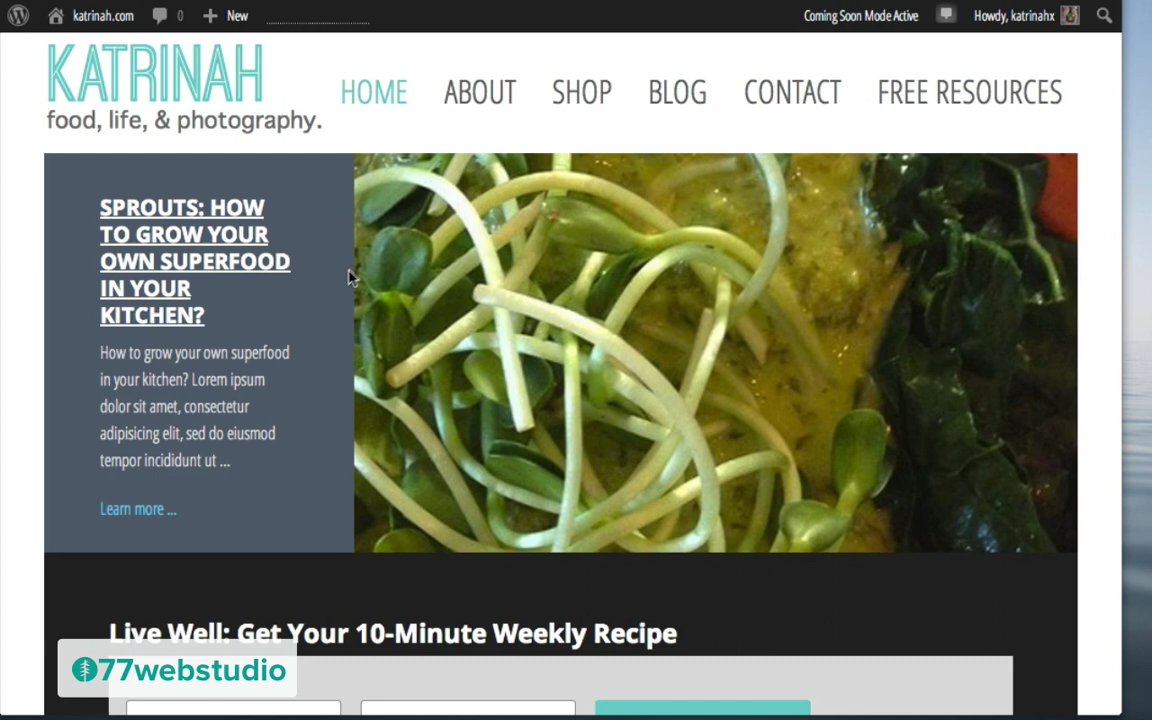 katrinah.com 0 New Coming Soon Mode Active Howdy, katrinahx
KATRINAH
food, life, & photography.
HOME ABOUT SHOP BLOG CONTACT FREE RESOURCES
SPROUTS: HOW
TO GROW YOUR
OWN SUPERFOOD
IN YOUR
KITCHEN?
How to grow your own superfood
in your kitchen? Lorem ipsum
dolor sit amet, consectetur
adipisicing elit, sed do eiusmod
tempor incididunt ut ...
Learn more ...
Live Well: Get Your 10-Minute Weekly Recipe
77webstudio